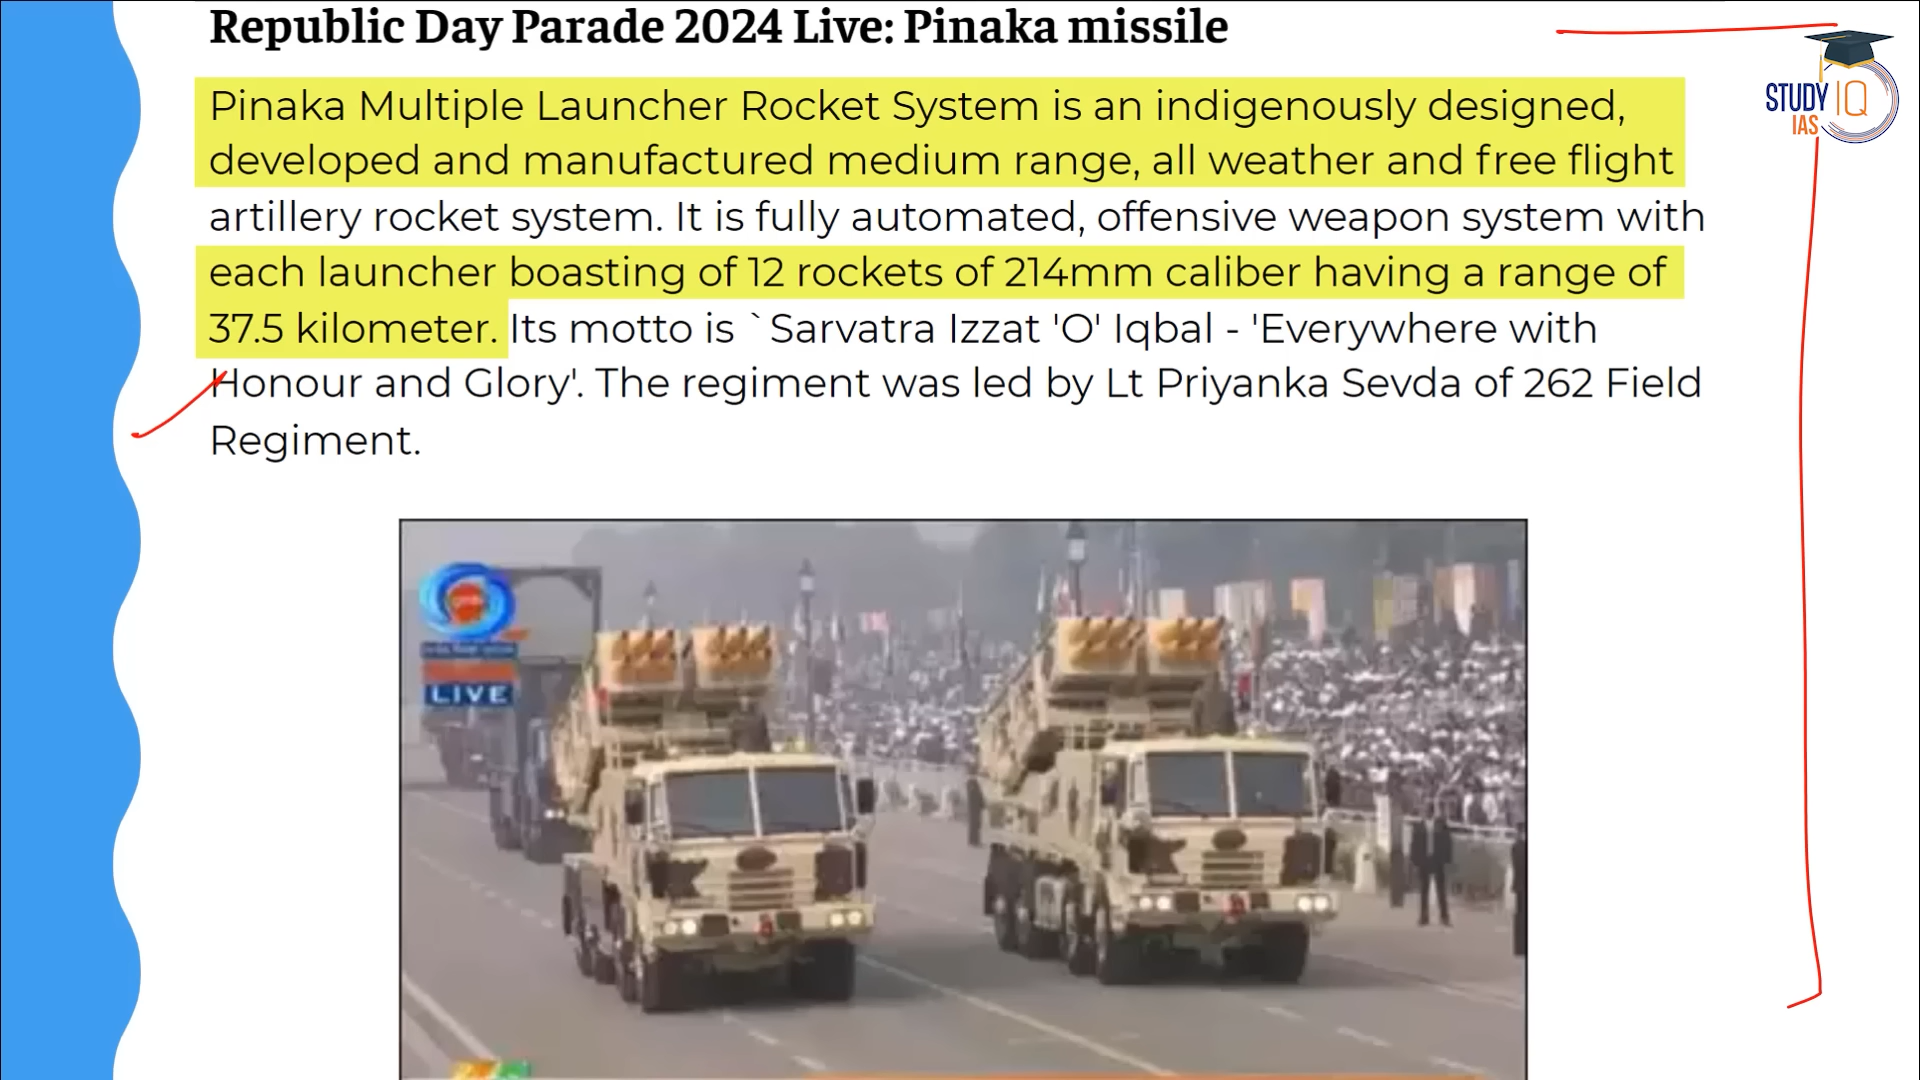 Republic Day Parade 2024 Live: Pinaka missile
STUDY IQ
IAS
Pinaka Multiple Launcher Rocket System is an indigenously designed,
developed and manufactured medium range, all weather and free flight
artillery rocket system. It is fully automated, offensive weapon system with
each launcher boasting of 12 rockets of 214mm caliber having a range of
37.5 kilometer. Its motto is `Sarvatra Izzat 'O' Iqbal - 'Everywhere with
Honour and Glory'. The regiment was led by Lt Priyanka Sevda of 262 Field
Regiment.
LIVE